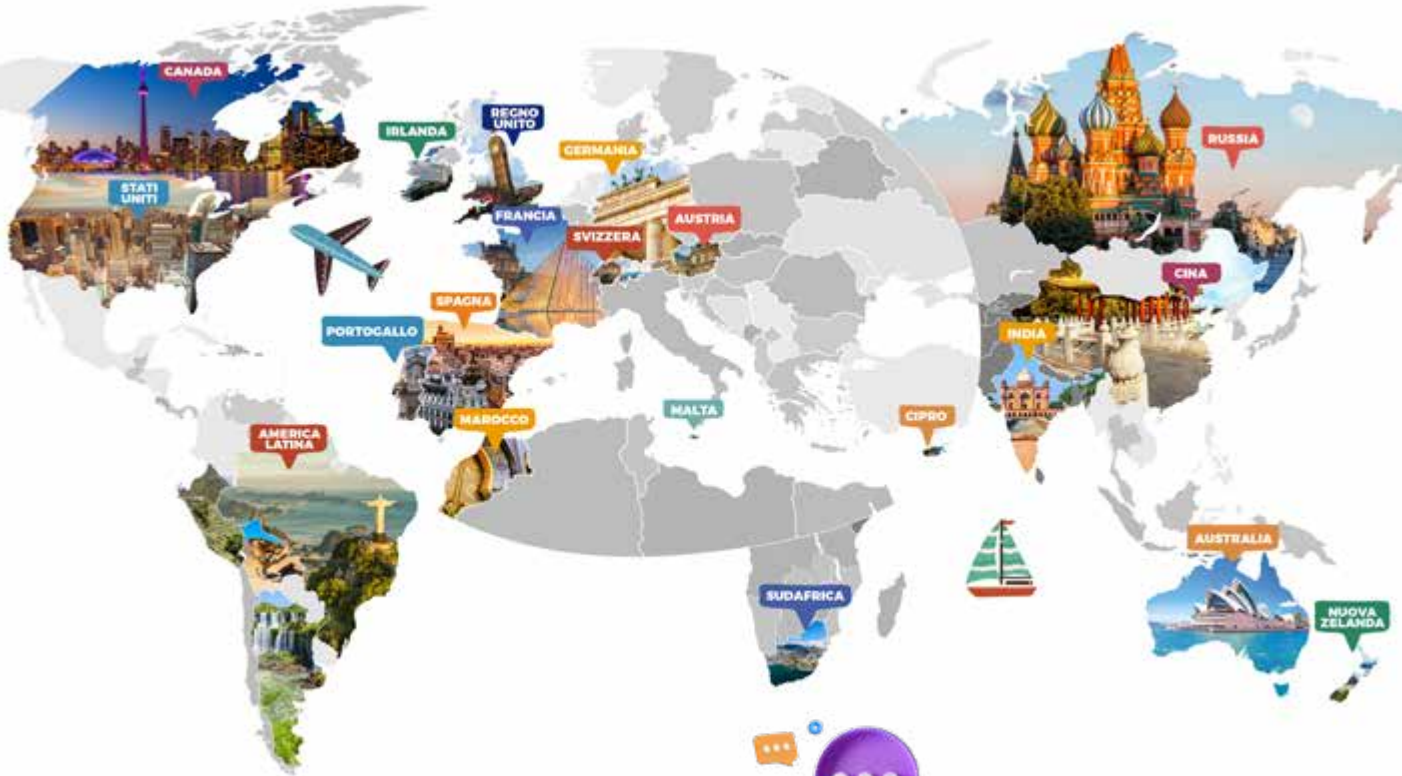 CANADA
IRLANDA
REGNO
UNITO
GERMANIA
RUSSIA
STATI
UNITI
FRANCIA
AUSTRIA
SVIZZERA
CINA
SPAGNA
PORTOGALLO
INDIA
MAROCCO
MALTA
CIPRO
AMERICA
LATINA
AUSTRALIA
SUDAFRICA
NUOVA
ZELANDA